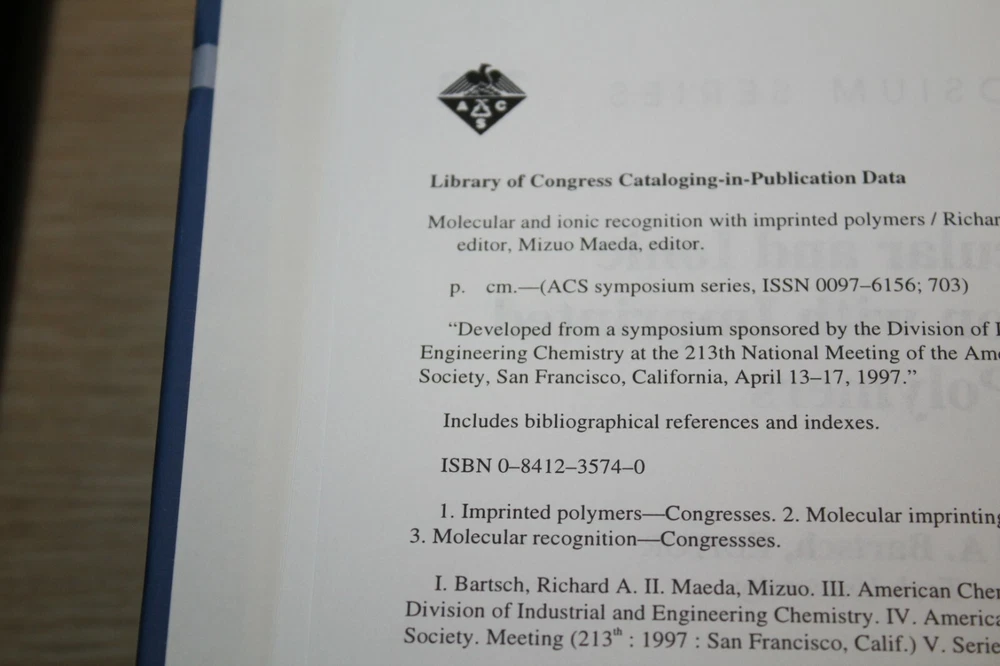 A C S
Library of Congress Cataloging-in-Publication Data
Molecular and ionic recognition with imprinted polymers / Richar
editor, Mizuo Maeda, editor.
p. cm.—(ACS symposium series, ISSN 0097–6156; 703)
“Developed from a symposium sponsored by the Division of I
Engineering Chemistry at the 213th National Meeting of the Ame
Society, San Francisco, California, April 13–17, 1997.”
Includes bibliographical references and indexes.
ISBN 0–8412–3574–0
1. Imprinted polymers—Congresses. 2. Molecular imprinting
3. Molecular recognition—Congressses.
I. Bartsch, Richard A. II. Maeda, Mizuo. III. American Cher
Division of Industrial and Engineering Chemistry. IV. America
Society. Meeting (213th : 1997 : San Francisco, Calif.) V. Serie